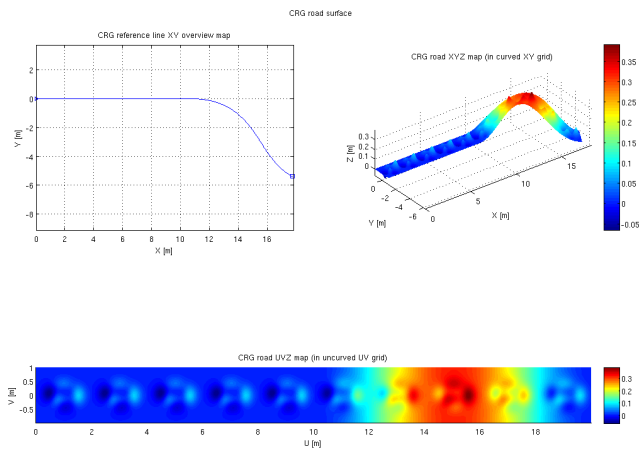 CRG road surface
CRG reference line XY overview map
2
0
-2
-4
-6
-8
Y [m]
0 2 4 6 8 10 12 14 16
X [m]
CRG road XYZ map (in curved XY grid)
0.3
0.2
0.1
0
Z [m]
0
-2
-4
-6
Y [m]
0
5
10
15
X [m]
0.35
0.3
0.25
0.2
0.15
0.1
0.05
0
-0.05
CRG road UVZ map (in uncurved UV grid)
1
0.5
0
-0.5
V [m]
0 2 4 6 8 10 12 14 16 18
U [m]
0.3
0.2
0.1
0